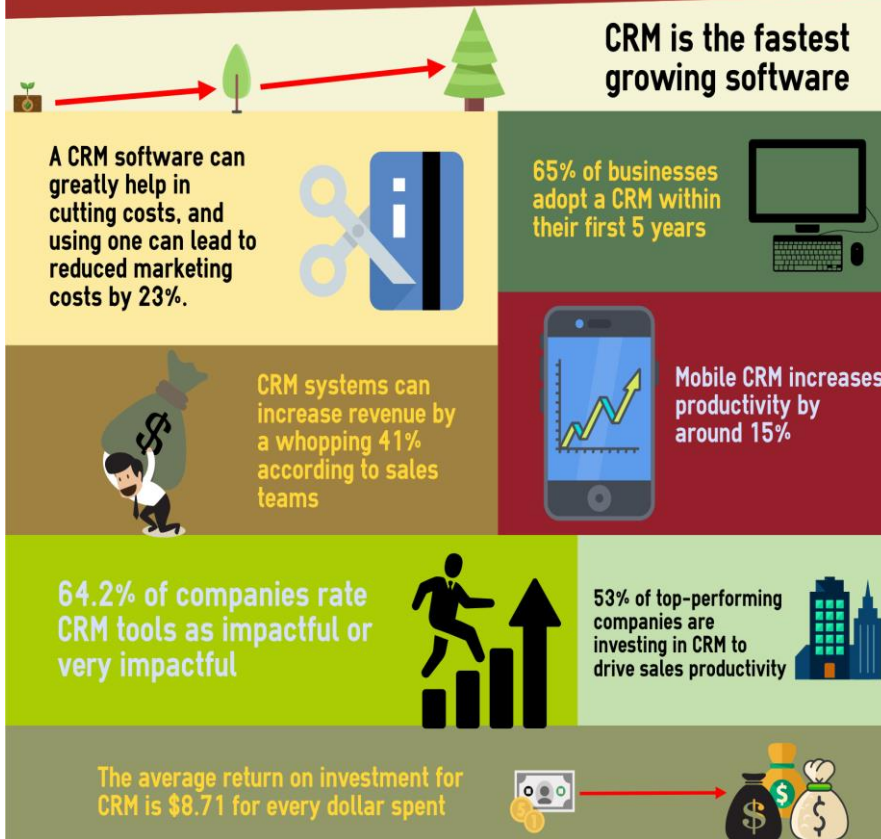 CRM is the fastest
growing software
A CRM software can
greatly help in
cutting costs, and
using one can lead to
reduced marketing
costs by 23%.
65% of businesses
adopt a CRM within
their first 5 years
CRM systems can
increase revenue by
a whopping 41%
according to sales
teams
$
Mobile CRM increases
productivity by
around 15%
64.2% of companies rate
CRM tools as impactful or
very impactful
53% of top-performing
companies are
investing in CRM to
drive sales productivity
The average return on investment for
CRM is $8.71 for every dollar spent
1
$
$
$